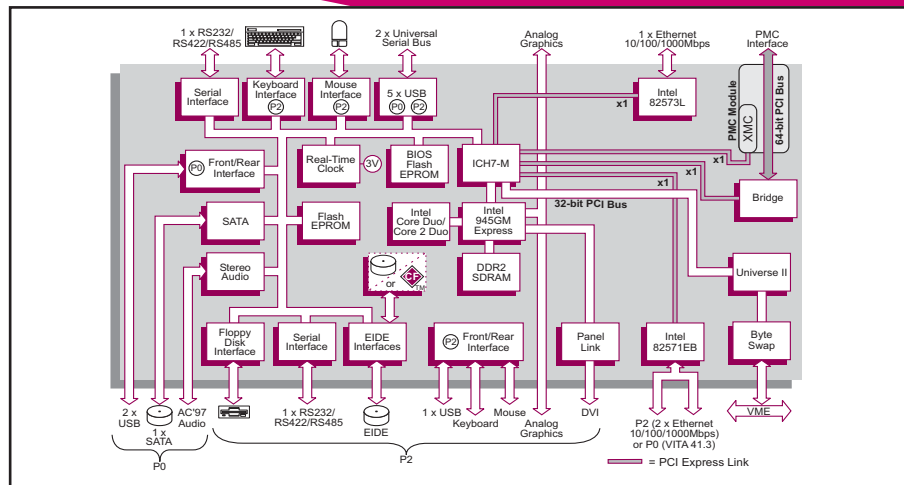 1 x RS232/
RS422/RS485
2 x Universal
Serial Bus
Analog
Graphics
1 x Ethernet
10/100/1000Mbps
PMC
Interface
Serial
Interface
Keyboard
Interface
P2
Mouse
Interface
P2
5 x USB
P0 P2
x1
Intel
82573L
PMC Module
XMC
64-bit PCI Bus
P0
Front/Rear
Interface
Real-Time
Clock
3V
BIOS
Flash
EPROM
ICH7-M
x1
x1
x1
Bridge
32-bit PCI Bus
SATA
Flash
EPROM
Intel
Core Duo/
Core 2 Duo
Intel
945GM
Express
Stereo
Audio
or
CF
TM
DDR2
SDRAM
Universe II
Floppy
Disk
Interface
Serial
Interface
EIDE
Interfaces
P2
Front/Rear
Interface
Panel
Link
Intel
82571EB
Byte
Swap
2 x
USB
1 x
SATA
AC'97
Audio
1 x RS232/
RS422/RS485
EIDE
1 x USB
Keyboard
Mouse
Analog
Graphics
DVI
VME
P2 (2 x Ethernet
10/100/1000Mbps)
or P0 (VITA 41.3)
P0
P2
= PCI Express Link